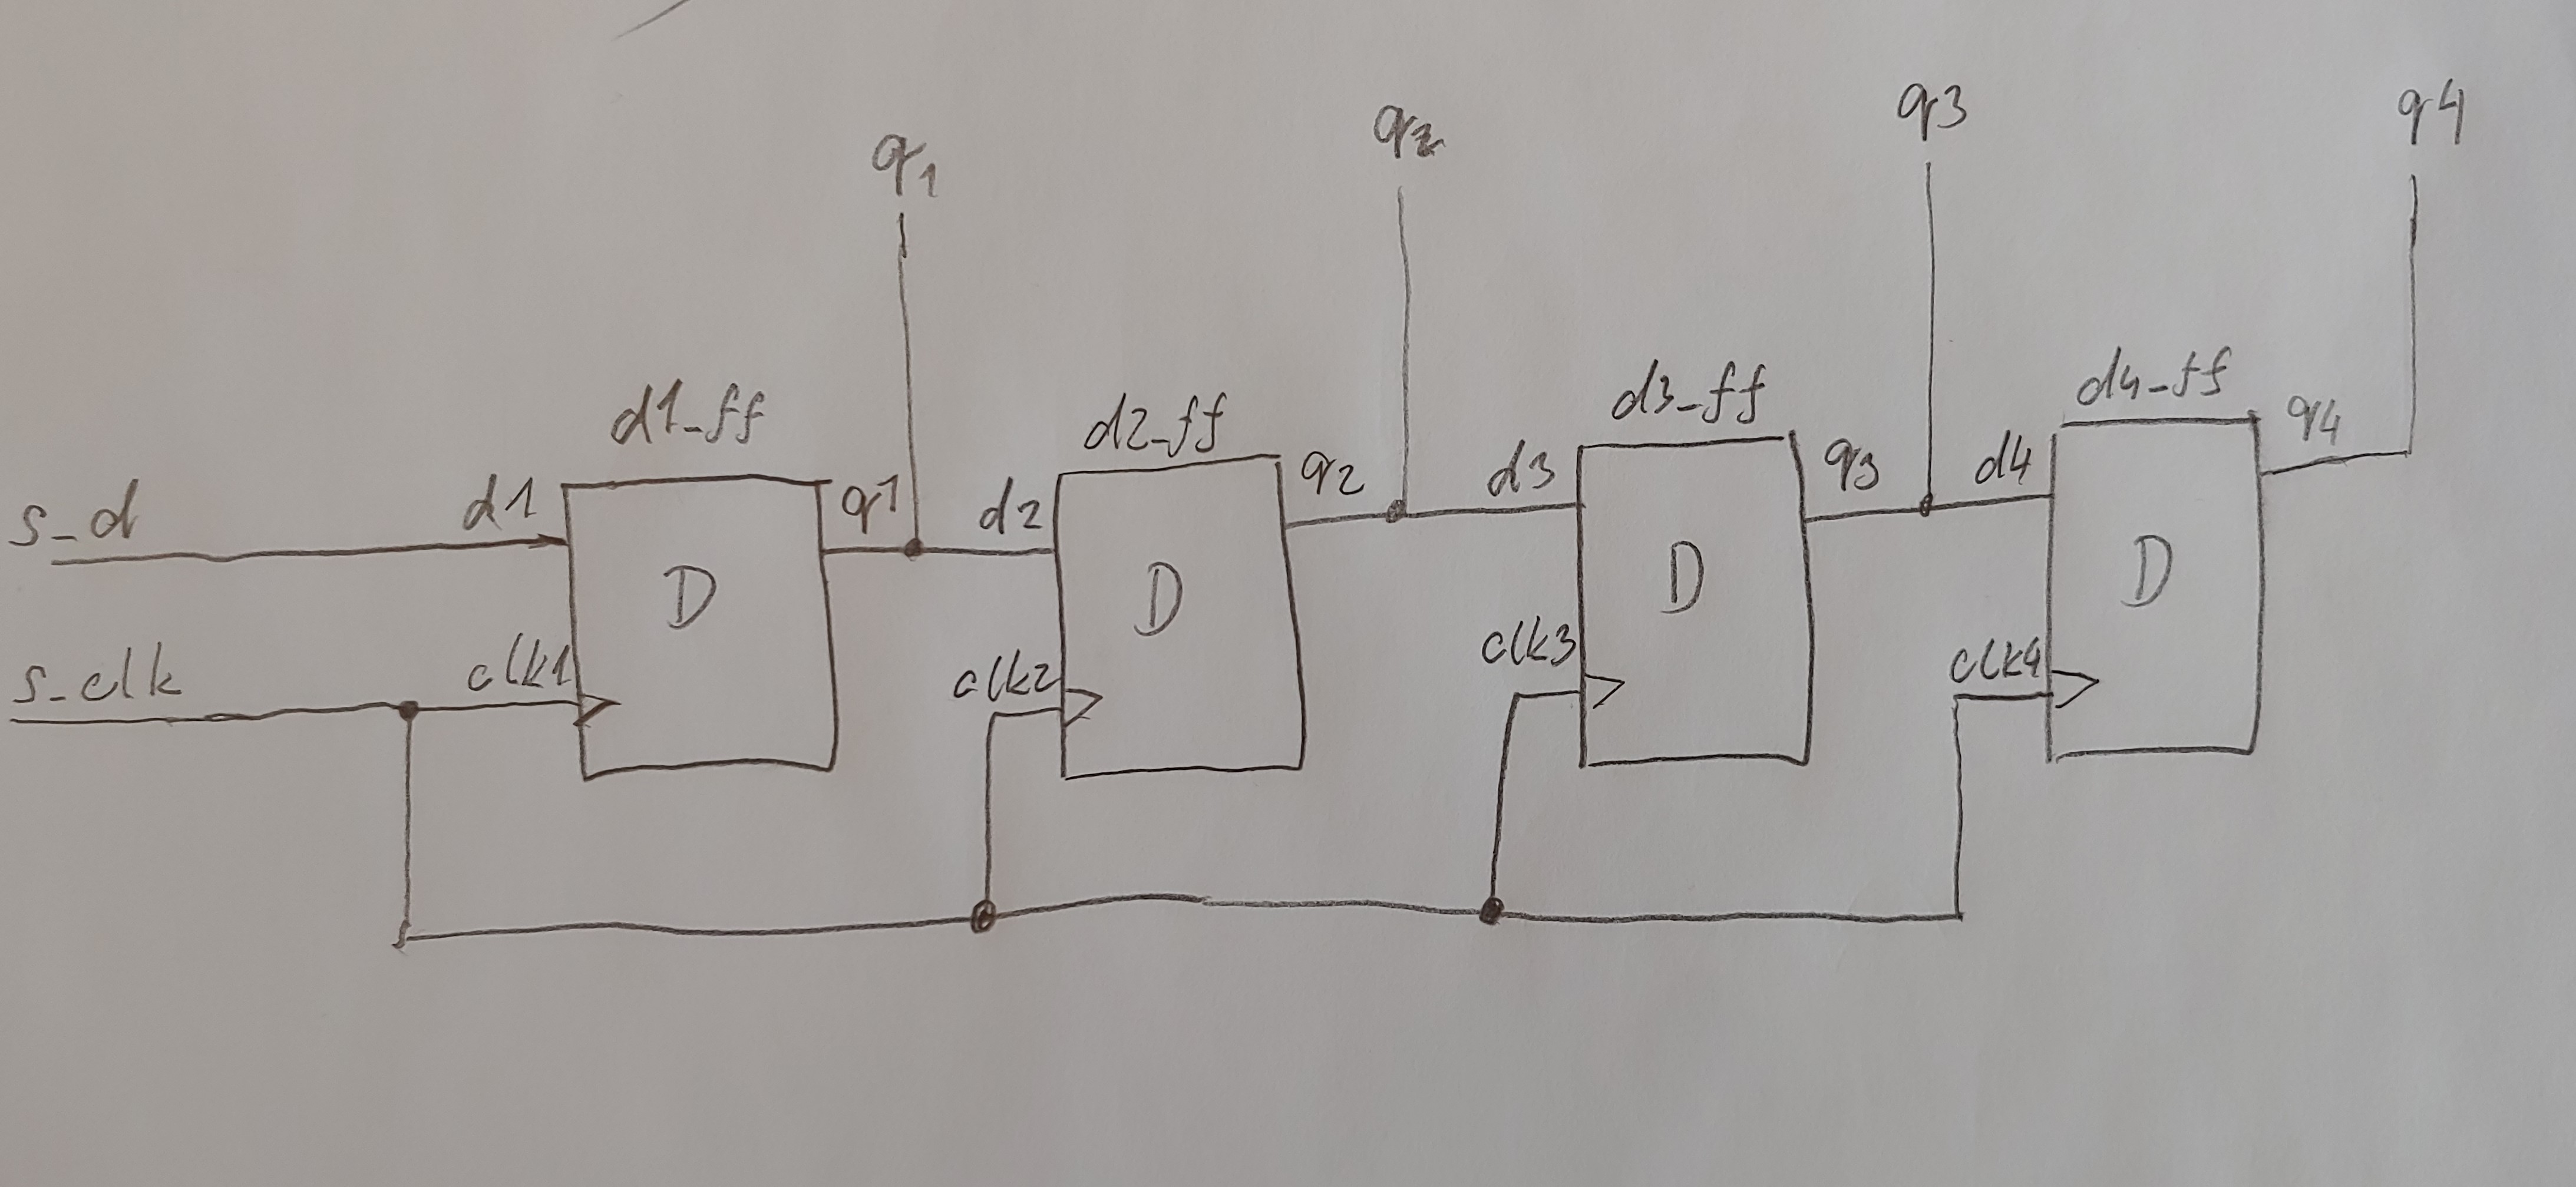 q1
q2
q3
q4
d1_ff
d2_ff
d3_ff
d4_ff
s_d
d1
q1
d2
q2
d3
q3
d4
q4
D
D
D
D
s_clk
clk1
clk2
clk3
clk4